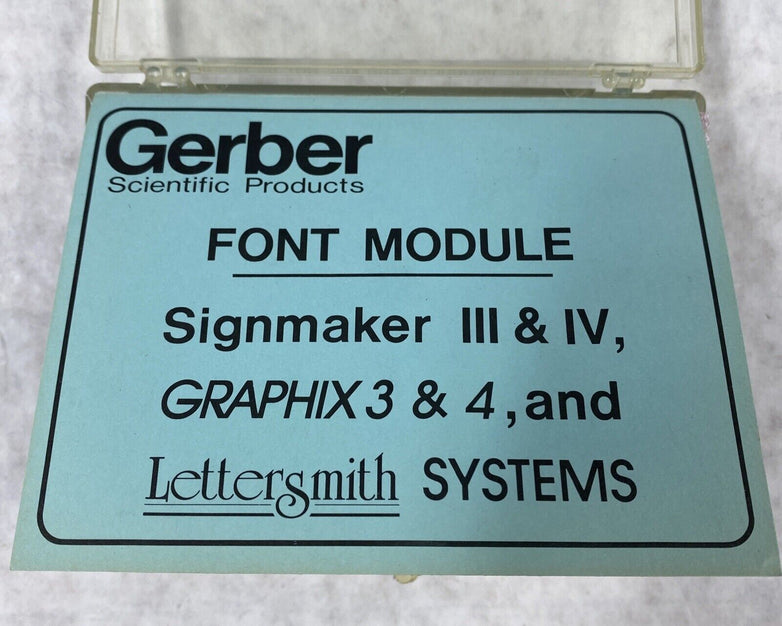 Gerber
Scientific Products
FONT MODULE
Signmaker III & IV,
GRAPHIX 3 & 4, and
Lettersmith SYSTEMS